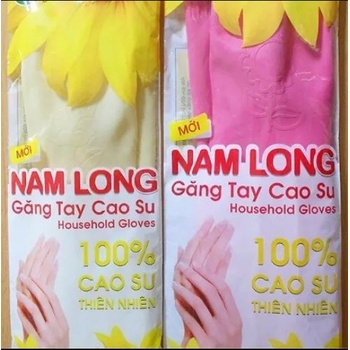 MỚI
NAM LONG
Găng Tay Cao Su
Household Gloves
100%
CAO SU
THIÊN NHIÊN
MỚI
NAM LONG
Găng Tay Cao Su
Household Gloves
100%
CAO SU
THIÊN NHIÊN